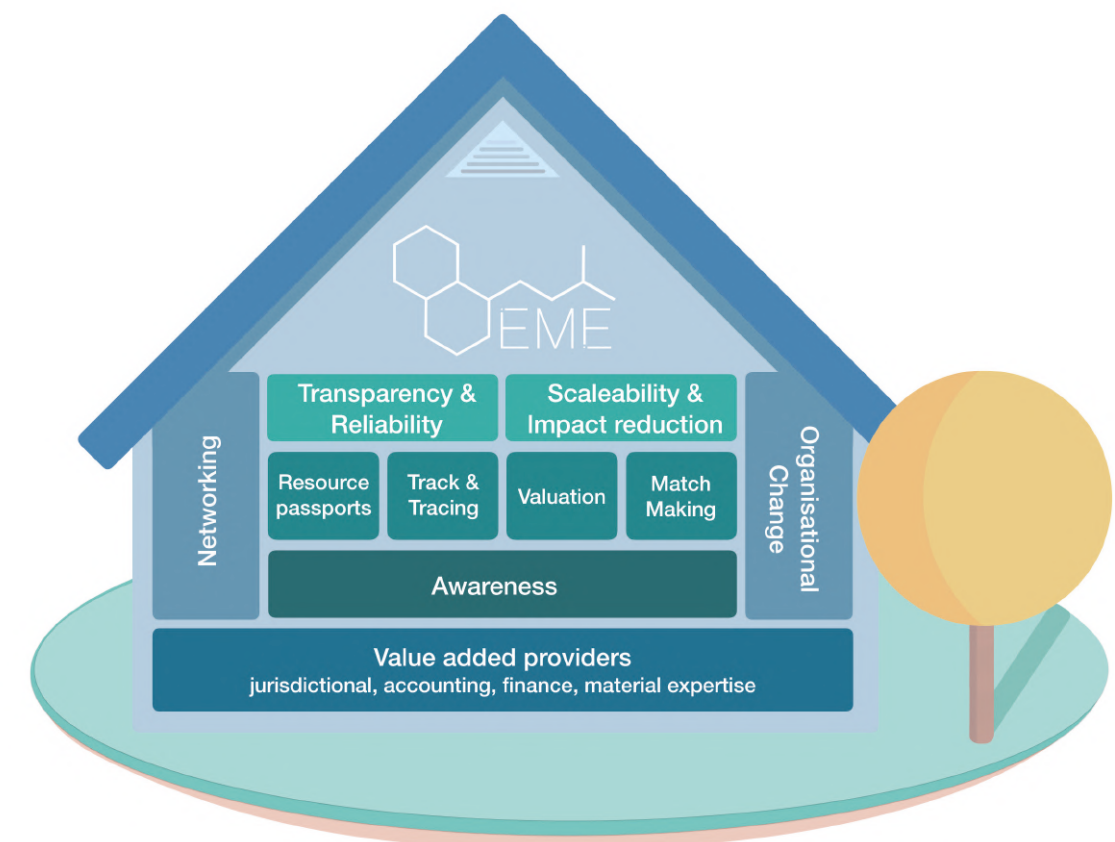 EME
Transparency &
Reliability
Scaleability &
Impact reduction
Networking
Resource
passports
Track &
Tracing
Valuation
Match
Making
Organisational
Change
Awareness
Value added providers
jurisdictional, accounting, finance, material expertise